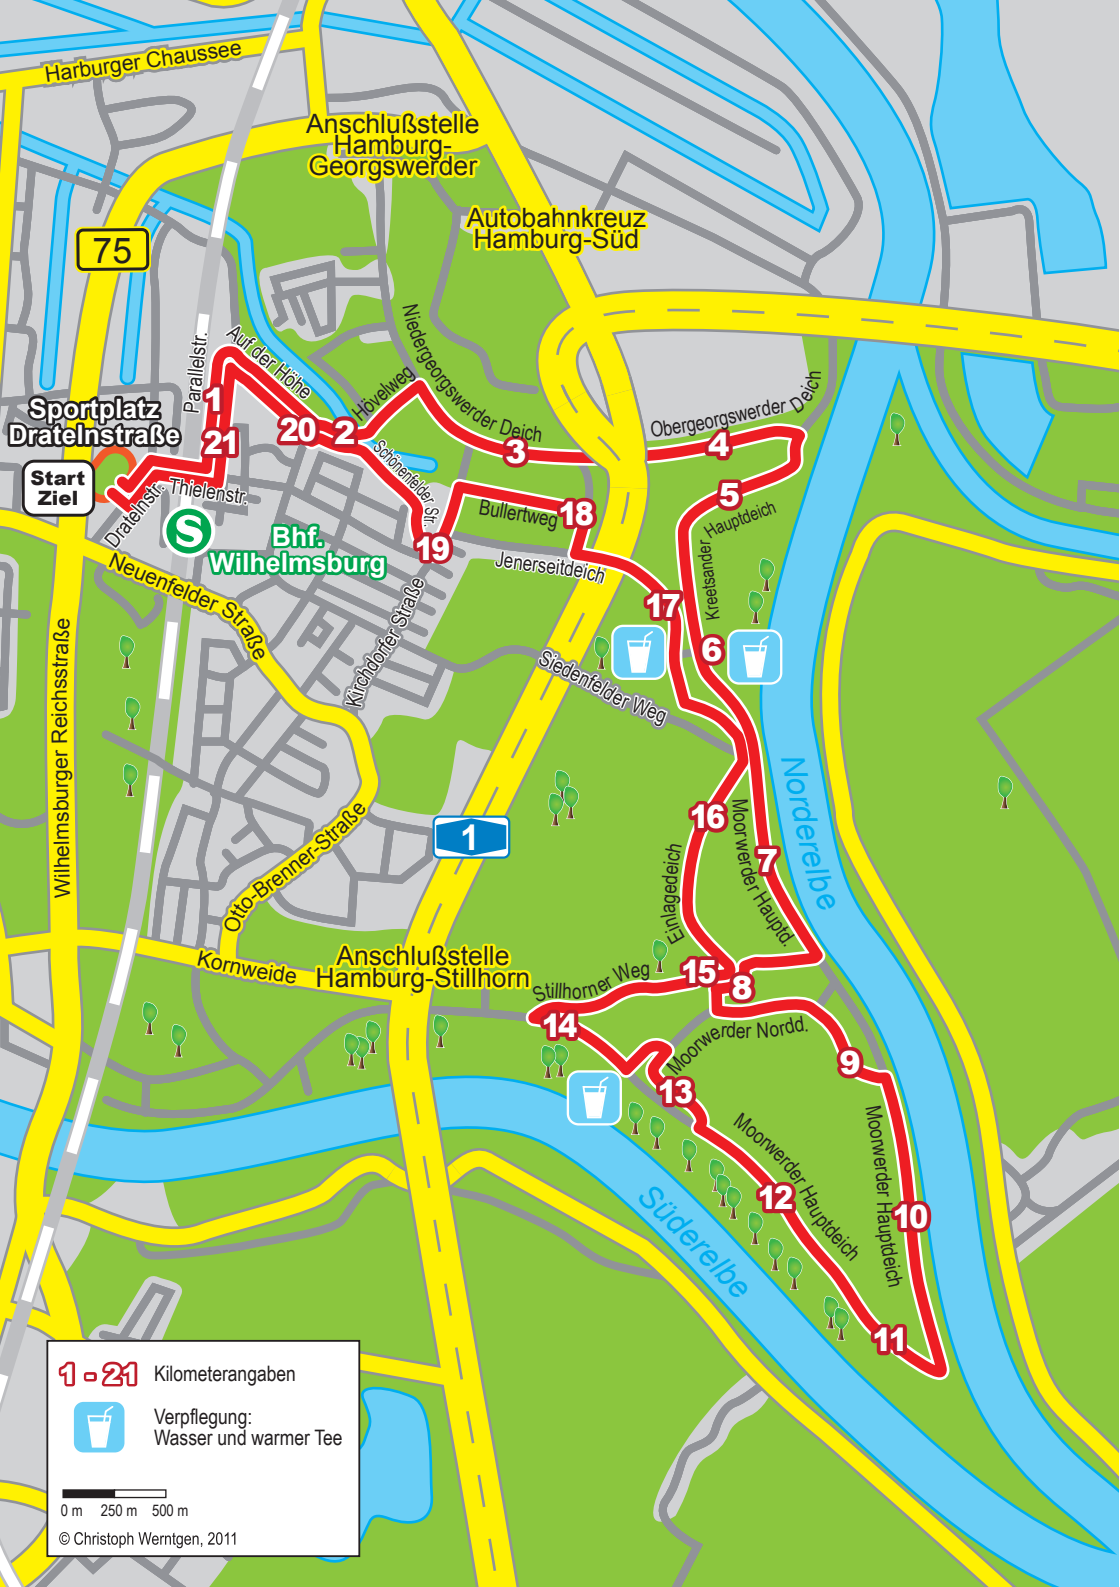 Harburger Chaussee
Anschlußstelle
Hamburg-
Georgswerder
Autobahnkreuz
Hamburg-Süd
75
Parallelstr.
Auf der Höhe
Niedergeorgswerder Deich
Hövelweg
Obergeorgswerder Deich
Sportplatz
Dratelnstraße
Start
Ziel
1
21
20
2
3
4
5
Schönenfelder Str.
Dratelnstr.
Thielenstr.
S
Bhf.
Wilhelmsburg
Bullertweg
18
19
Jenerseitdeich
Hauptdeich
Kreetsander
17
6
Neuenfelder Straße
Kirchdorfer Straße
Siedenfelder Weg
Wilhelmsburger Reichsstraße
Norderelbe
16
7
1
Moorwerder Hauptd.
Einlagedeich
Otto-Brenner-Straße
Kornweide
Anschlußstelle
Hamburg-Stillhorn
Stillhorner Weg
15
8
14
Moorwerder Nordd.
9
13
Moorwerder Hauptdeich
12
Moorwerder Hauptdeich
10
Süderelbe
11
1 - 21 Kilometerangaben
Verpflegung:
Wasser und warmer Tee
0 m 250 m 500 m
© Christoph Werntgen, 2011